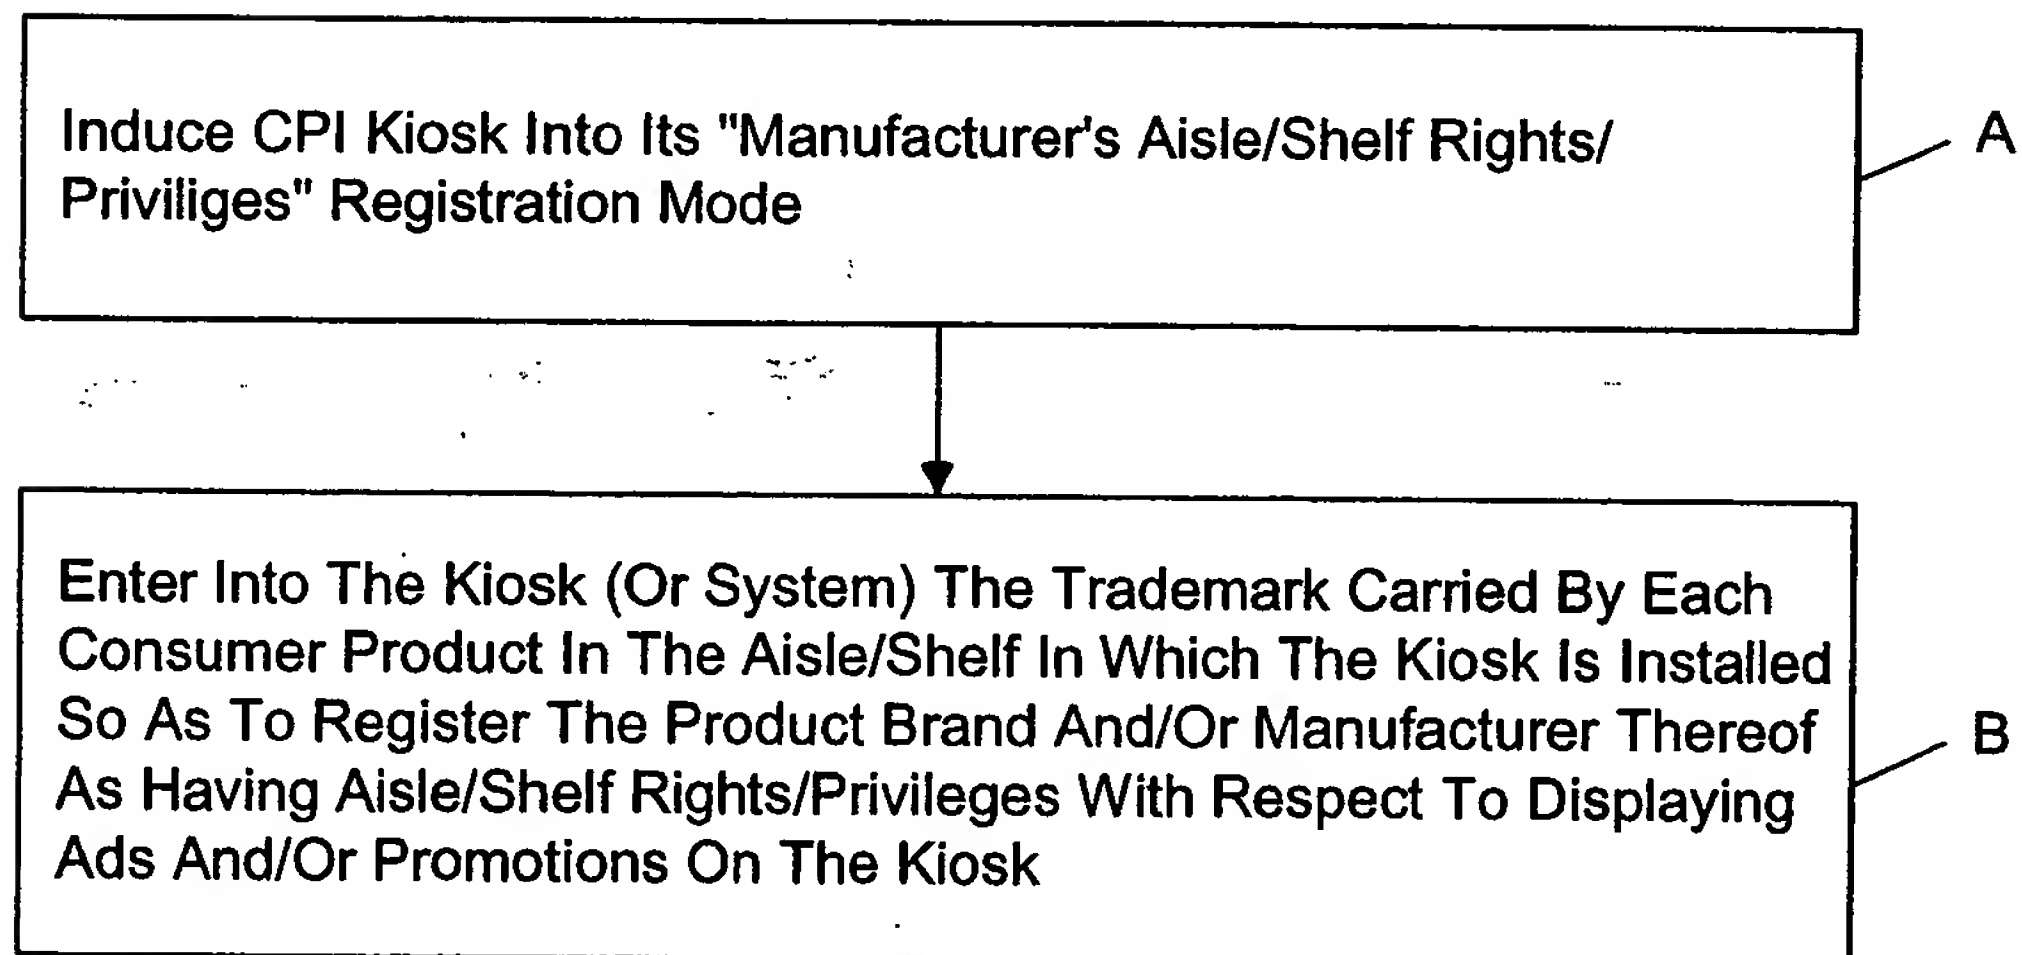 Induce CPI Kiosk Into Its "Manufacturer's Aisle/Shelf Rights/
Priviliges" Registration Mode
A
Enter Into The Kiosk (Or System) The Trademark Carried By Each
Consumer Product In The Aisle/Shelf In Which The Kiosk Is Installed
So As To Register The Product Brand And/Or Manufacturer Thereof
As Having Aisle/Shelf Rights/Privileges With Respect To Displaying
Ads And/Or Promotions On The Kiosk
B